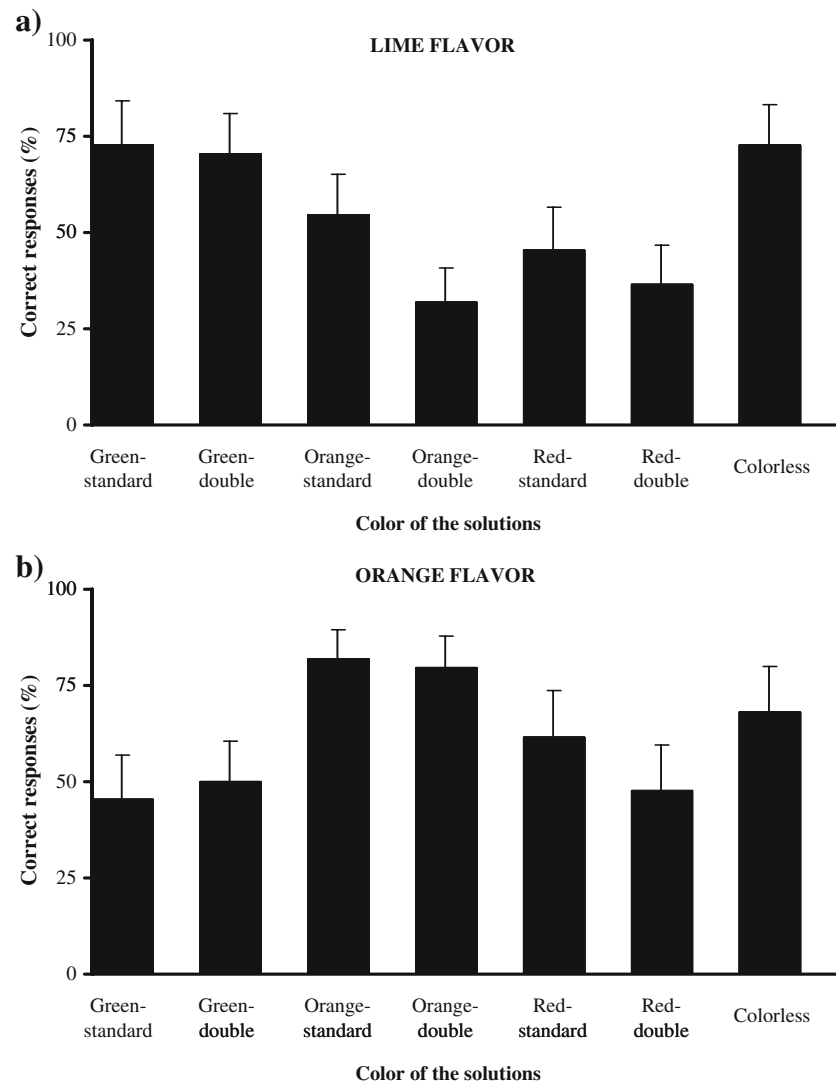 a)
LIME FLAVOR
100
75
50
25
0
Correct responses (%)
Green-
standard
Green-
double
Orange-
standard
Orange-
double
Red-
standard
Red-
double
Colorless
Color of the solutions
b)
ORANGE FLAVOR
100
75
50
25
0
Correct responses (%)
Green-
standard
Green-
double
Orange-
standard
Orange-
double
Red-
standard
Red-
double
Colorless
Color of the solutions